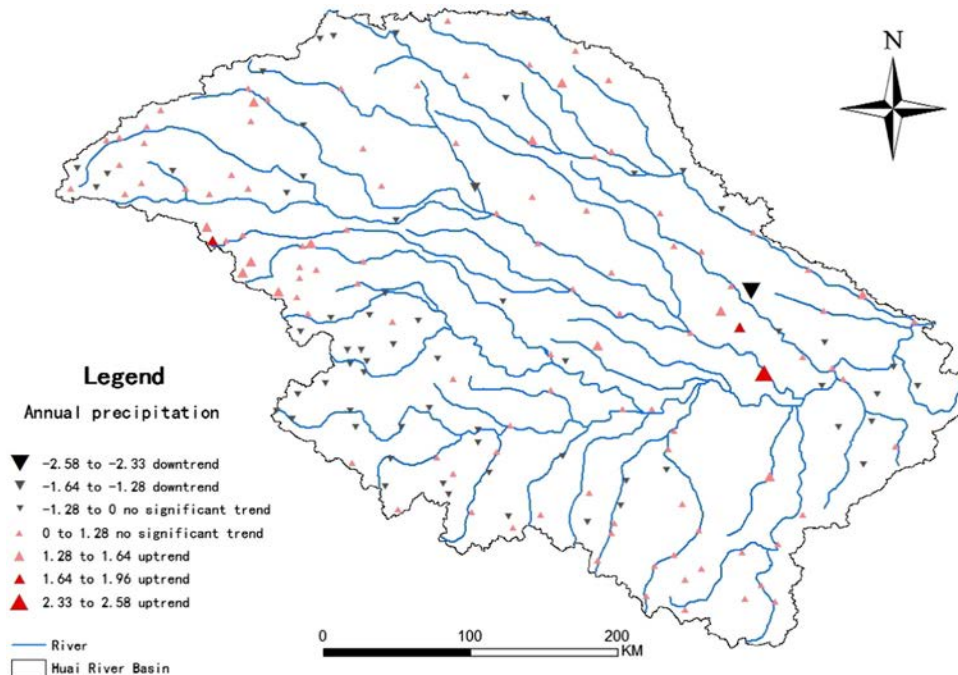 N
Legend
Annual precipitation
-2.58 to -2.33 downtrend
-1.64 to -1.28 downtrend
-1.28 to 0 no significant trend
0 to 1.28 no significant trend
1.28 to 1.64 uptrend
1.64 to 1.96 uptrend
2.33 to 2.58 uptrend
River
Huai River Basin
0 100 200
KM